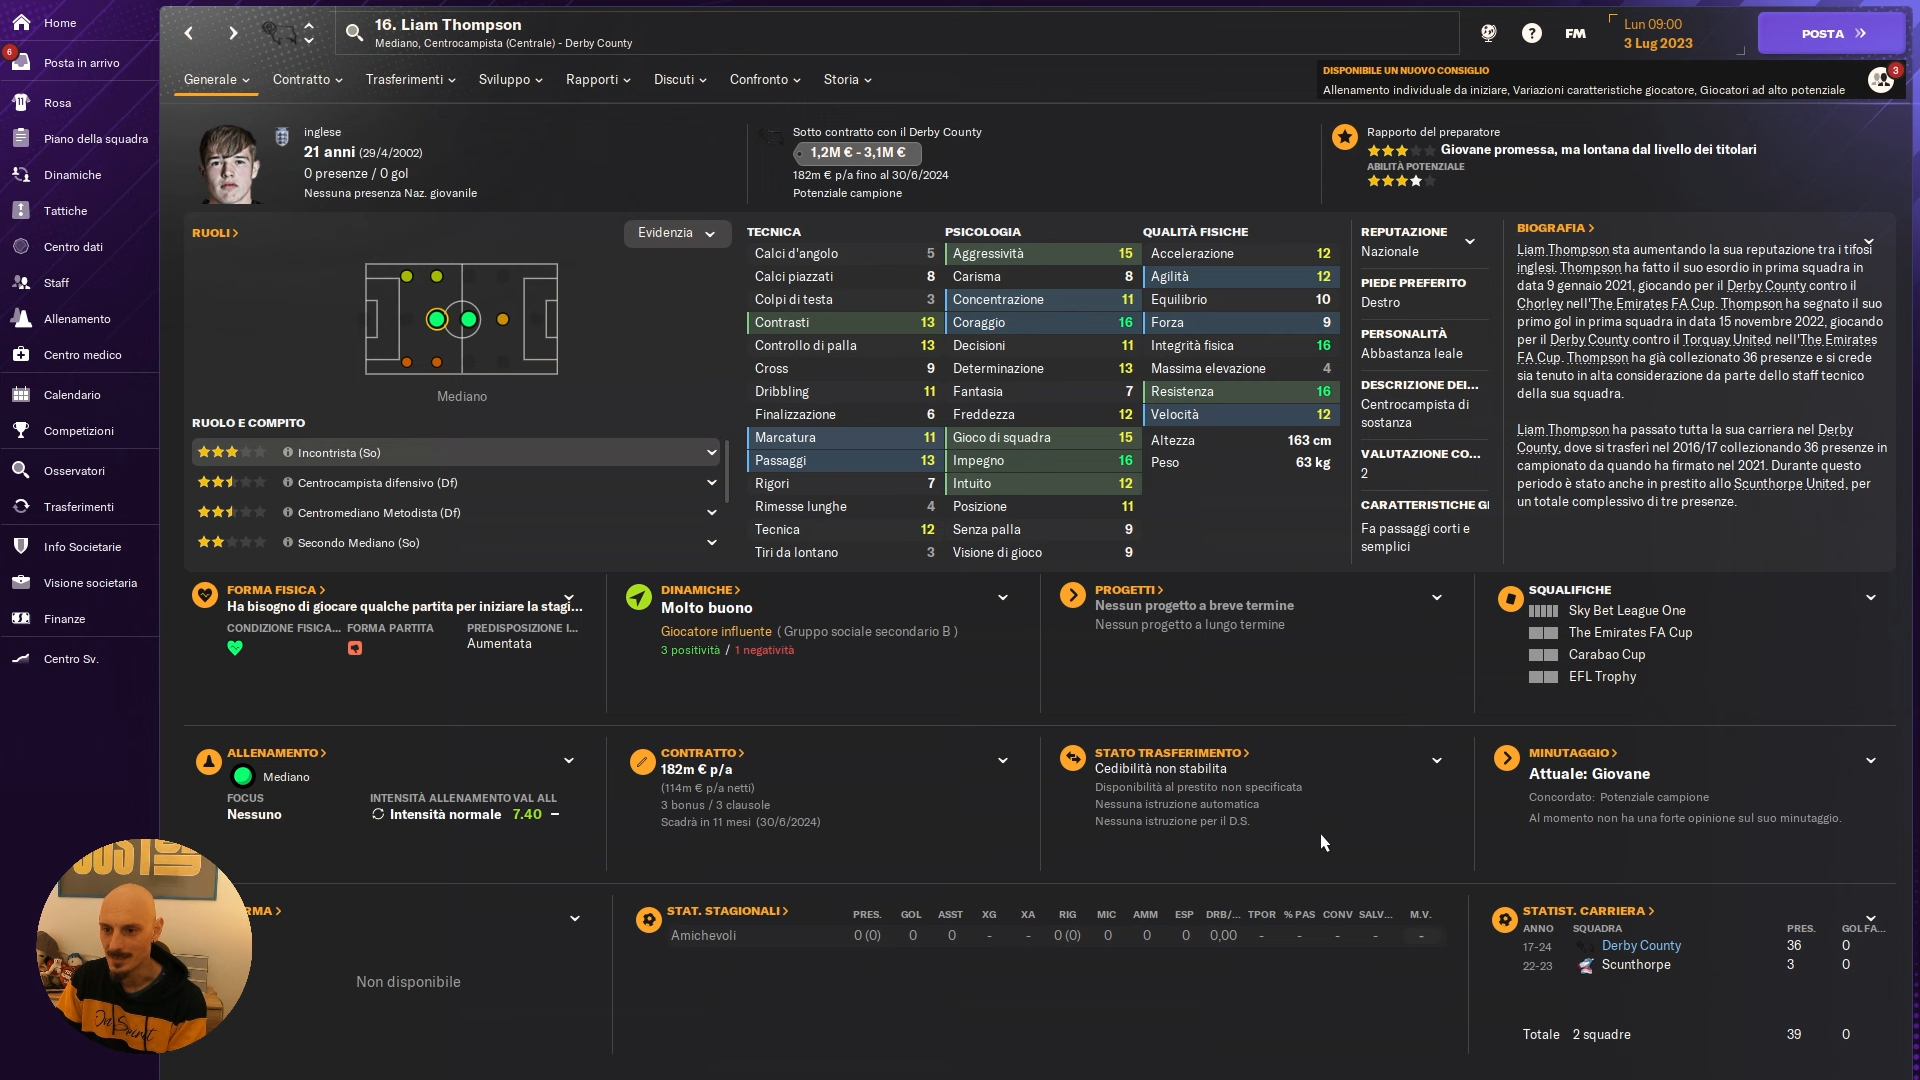 Home
6
Posta in arrivo
Rosa
Piano della squadra
Dinamiche
Tattiche
Centro dati
Staff
Allenamento
Centro medico
Calendario
Competizioni
Osservatori
Trasferimenti
Info Societarie
Visione societaria
Finanze
Centro Sv.
16. Liam Thompson
Mediano, Centrocampista (Centrale) - Derby County
FM
Lun 09:00
3 Lug 2023
POSTA
Generale
Contratto
Trasferimenti
Sviluppo
Rapporti
Discuti
Confronto
Storia
DISPONIBILE UN NUOVO CONSIGLIO
Allenamento individuale da iniziare, Variazioni caratteristiche giocatore, Giocatori ad alto potenziale
3
inglese
21 anni (29/4/2002)
0 presenze / 0 gol
Nessuna presenza Naz. giovanile
Sotto contratto con il Derby County
1,2M € - 3,1M €
182m € p/a fino al 30/6/2024
Potenziale campione
Rapporto del preparatore
Giovane promessa, ma lontana dal livello dei titolari
ABILITÀ POTENZIALE
RUOLI >
Evidenzia
Mediano
RUOLO E COMPITO
Incontrista (So)
Centrocampista difensivo (Df)
Centromediano Metodista (Df)
Secondo Mediano (So)
TECNICA
Calci d'angolo 5
Calci piazzati 8
Colpi di testa 3
Contrasti 13
Controllo di palla 13
Cross 9
Dribbling 11
Finalizzazione 6
Marcatura 11
Passaggi 13
Rigori 7
Rimesse lunghe 4
Tecnica 12
Tiri da lontano 3
PSICOLOGIA
Aggressività 15
Carisma 8
Concentrazione 11
Coraggio 16
Decisioni 11
Determinazione 13
Fantasia 7
Freddezza 12
Gioco di squadra 15
Impegno 16
Intuito 12
Posizione 11
Senza palla 9
Visione di gioco 9
QUALITÀ FISICHE
Accelerazione 12
Agilità 12
Equilibrio 10
Forza 9
Integrità fisica 16
Massima elevazione 4
Resistenza 16
Velocità 12
Altezza 163 cm
Peso 63 kg
REPUTAZIONE
Nazionale
PIEDE PREFERITO
Destro
PERSONALITÀ
Abbastanza leale
DESCRIZIONE DEI...
Centrocampista di
sostanza
VALUTAZIONE CO...
2
CARATTERISTICHE GI
Fa passaggi corti e
semplici
BIOGRAFIA >
Liam Thompson sta aumentando la sua reputazione tra i tifosi
inglesi. Thompson ha fatto il suo esordio in prima squadra in
data 9 gennaio 2021, giocando per il Derby County contro il
Chorley nell'The Emirates FA Cup. Thompson ha segnato il suo
primo gol in prima squadra in data 15 novembre 2022, giocando
per il Derby County contro il Torquay United nell'The Emirates
FA Cup. Thompson ha già collezionato 36 presenze e si crede
sia tenuto in alta considerazione da parte dello staff tecnico
della sua squadra.
Liam Thompson ha passato tutta la sua carriera nel Derby
County, dove si trasferì nel 2016/17 collezionando 36 presenze in
campionato da quando ha firmato nel 2021. Durante questo
periodo è stato anche in prestito allo Scunthorpe United, per
un totale complessivo di tre presenze.
FORMA FISICA >
Ha bisogno di giocare qualche partita per iniziare la stagi...
CONDIZIONE FISICA... FORMA PARTITA PREDISPOSIZIONE I...
Aumentata
DINAMICHE >
Molto buono
Giocatore influente ( Gruppo sociale secondario B )
3 positività / 1 negatività
PROGETTI >
Nessun progetto a breve termine
Nessun progetto a lungo termine
SQUALIFICHE
Sky Bet League One
The Emirates FA Cup
Carabao Cup
EFL Trophy
ALLENAMENTO >
Mediano
FOCUS INTENSITÀ ALLENAMENTO VAL ALL
Nessuno Intensità normale 7.40 –
CONTRATTO >
182m € p/a
(114m € p/a netti)
3 bonus / 3 clausole
Scadrà in 11 mesi (30/6/2024)
STATO TRASFERIMENTO >
Cedibilità non stabilita
Disponibilità al prestito non specificata
Nessuna istruzione automatica
Nessuna istruzione per il D.S.
MINUTAGGIO >
Attuale: Giovane
Concordato: Potenziale campione
Al momento non ha una forte opinione sul suo minutaggio.
RMA >
Non disponibile
STAT. STAGIONALI > PRES. GOL ASST XG XA RIG MIC AMM ESP DRB/... TPOR % PAS CONV SALV... M.V.
Amichevoli 0 (0) 0 0 - - 0 (0) 0 0 0 0,00 - - - - -
STATIST. CARRIERA >
ANNO SQUADRA PRES. GOL FA...
17-24 Derby County 36 0
22-23 Scunthorpe 3 0
Totale 2 squadre 39 0